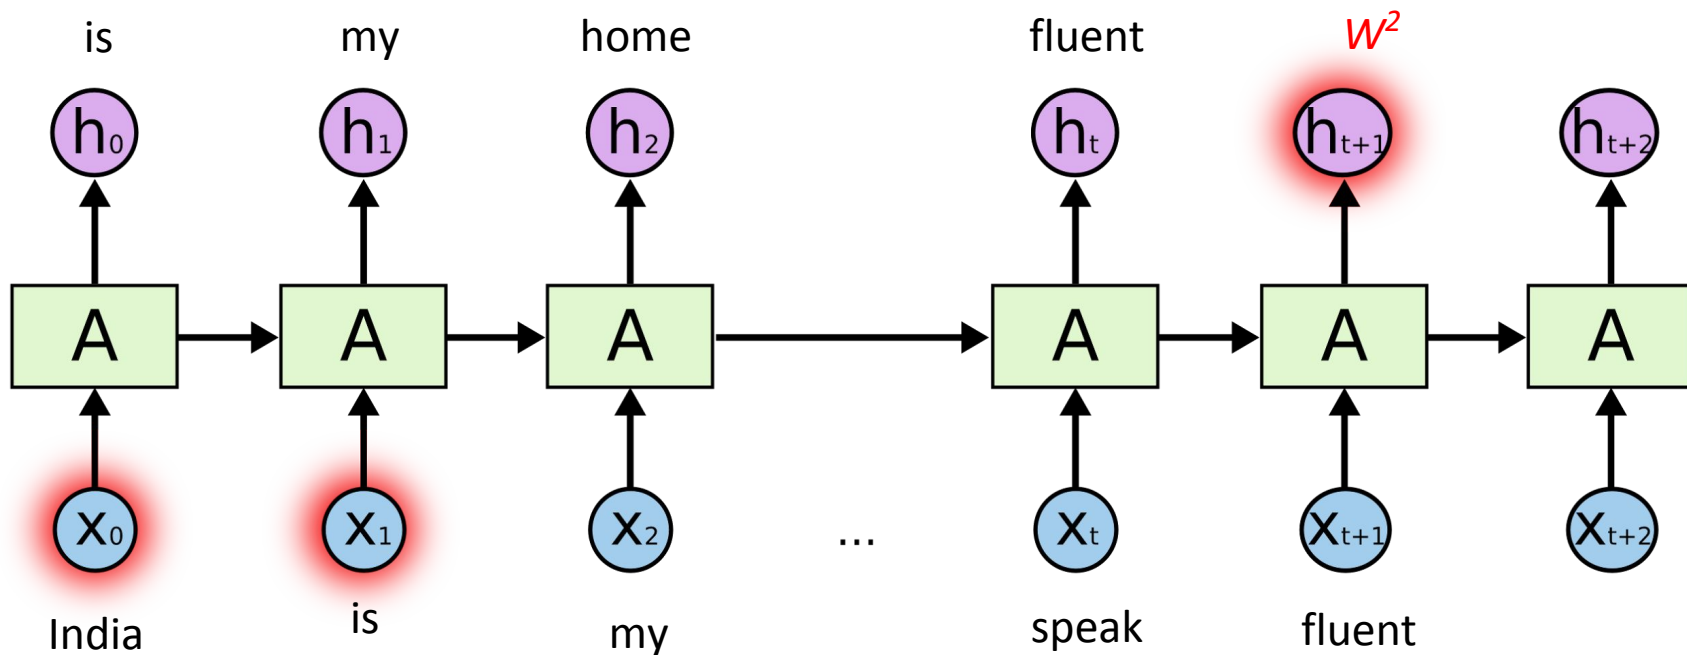 is my home fluent W²
h₀ h₁ h₂ hₜ hₜ₊₁ hₜ₊₂
A A A A A A
x₀ x₁ x₂ ... xₜ xₜ₊₁ xₜ₊₂
India is my speak fluent